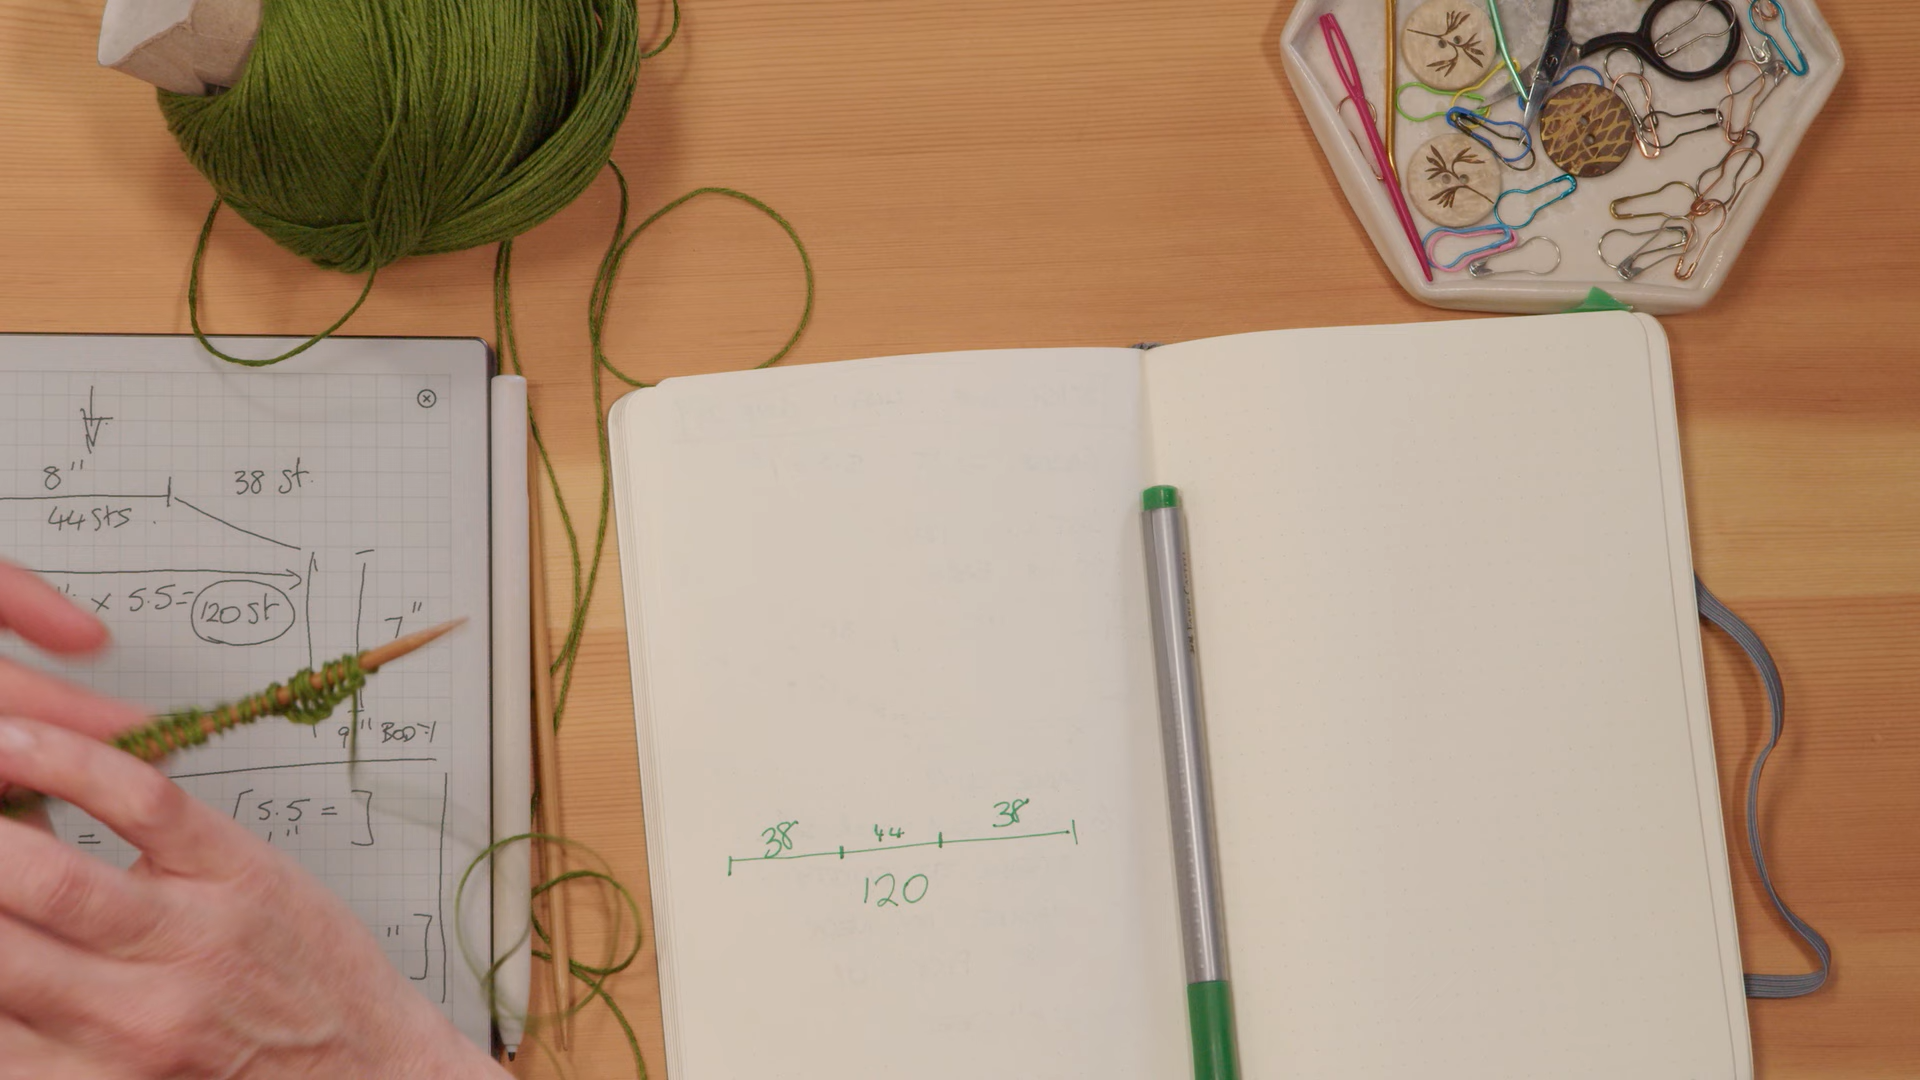 8"
38 st.
44 sts
" x 5.5= 120 st
7"
9" BODY
[5.5 = ]
=
38 44 38
120